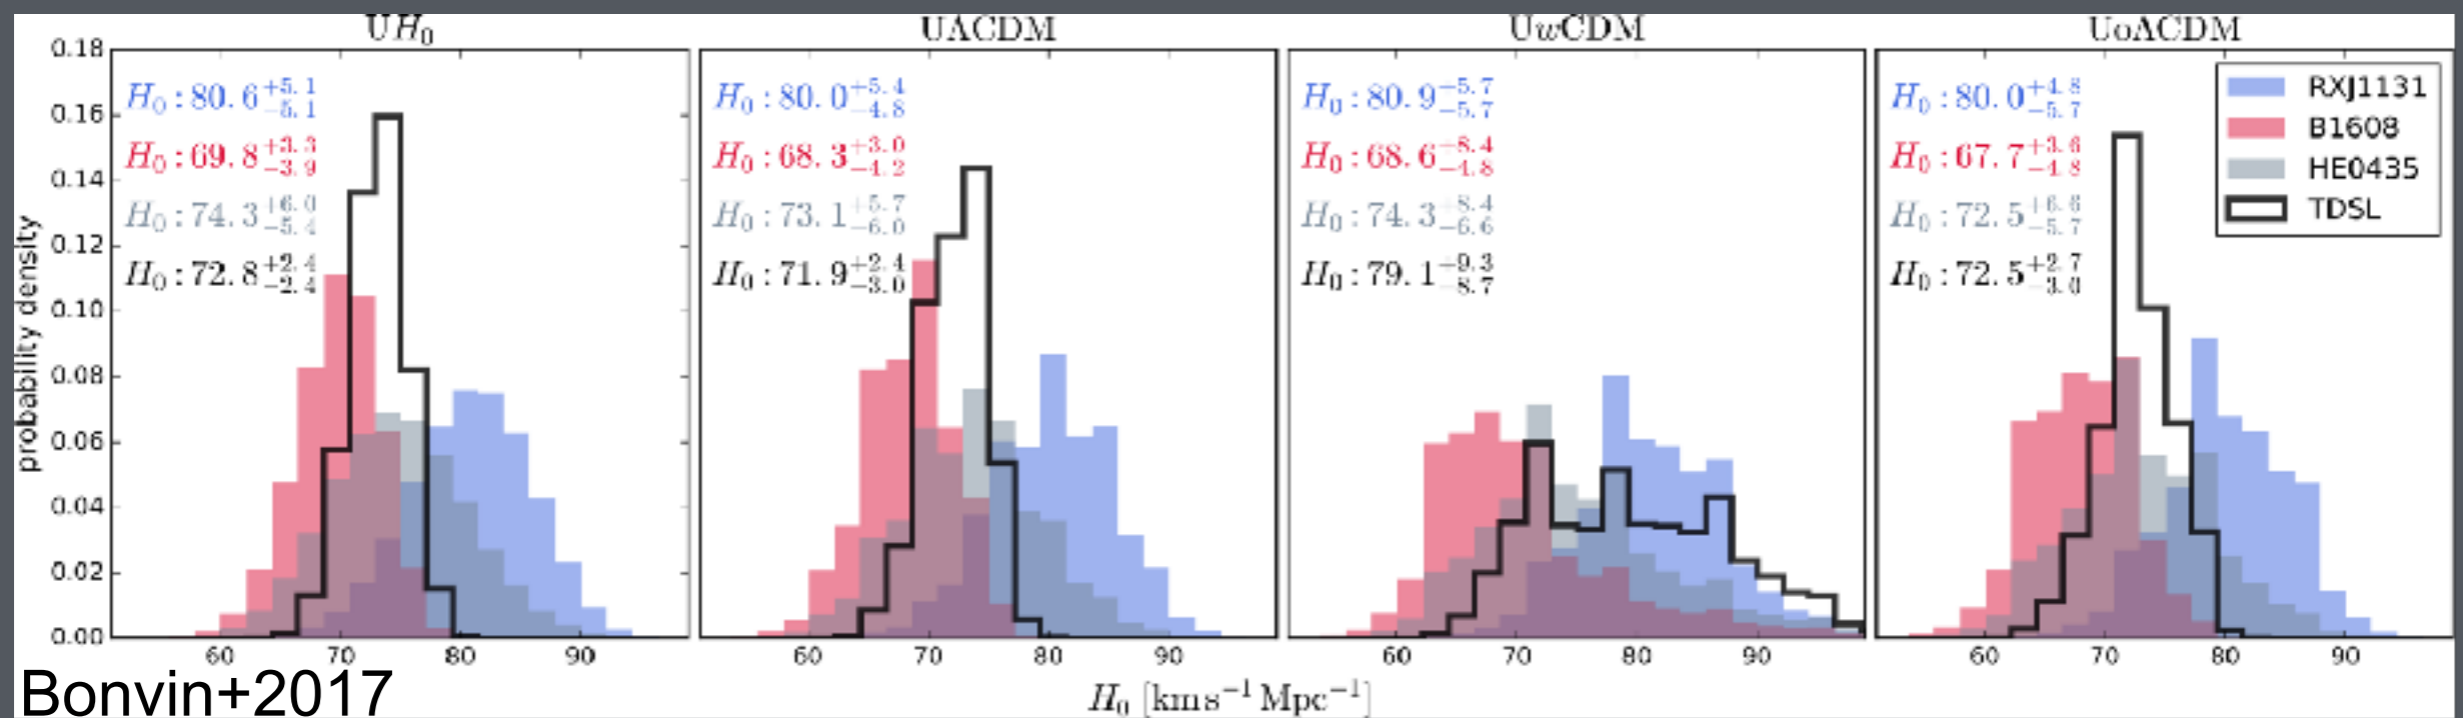 UH₀ UΛCDM UwCDM UoΛCDM
probability density
0.18
0.16
0.14
0.12
0.10
0.08
0.06
0.04
0.02
0.00
H₀ : 80.6 +5.1 −5.1
H₀ : 69.8 +3.3 −3.9
H₀ : 74.3 +6.0 −5.4
H₀ : 72.8 +2.4 −2.4
60 70 80 90
H₀ : 80.0 +5.4 −4.8
H₀ : 68.3 +3.0 −4.2
H₀ : 73.1 +5.7 −6.0
H₀ : 71.9 +2.4 −3.0
60 70 80 90
H₀ : 80.9 −5.7 −5.7
H₀ : 68.6 +8.4 −4.8
H₀ : 74.3 +8.4 −6.6
H₀ : 79.1 +9.3 −8.7
60 70 80 90
H₀ : 80.0 +4.8 −5.7
H₀ : 67.7 +3.6 −4.8
H₀ : 72.5 +6.6 −5.7
H₀ : 72.5 +2.7 −3.0
RXJ1131
B1608
HE0435
TDSL
60 70 80 90
H₀ [km s⁻¹ Mpc⁻¹]
Bonvin+2017